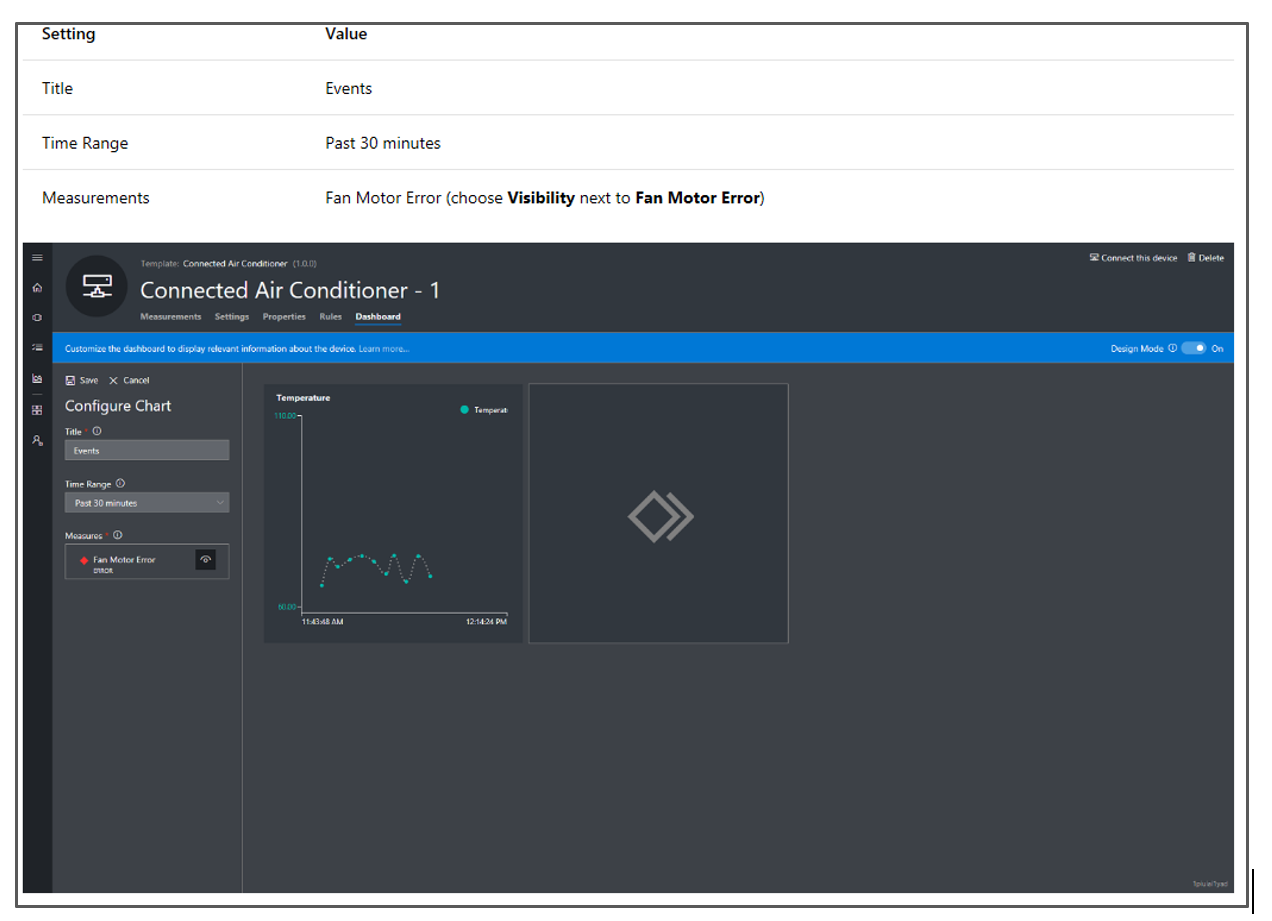 Setting Value
Title Events
Time Range Past 30 minutes
Measurements Fan Motor Error (choose Visibility next to Fan Motor Error)
Template: Connected Air Conditioner (1.0.0)
Connect this device Delete
Connected Air Conditioner - 1
Measurements Settings Properties Rules Dashboard
Customize the dashboard to display relevant information about the device. Learn more...
Design Mode On
Save Cancel
Configure Chart
Title *
Events
Time Range
Past 30 minutes
Measures *
Fan Motor Error
ERROR
Temperature
Temperat
110.00
60.00
11:43:48 AM 12:14:24 PM